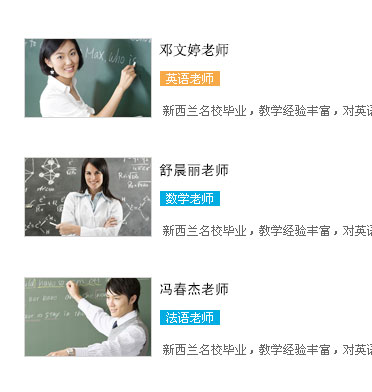 Max, who is
邓文婷老师
英语老师
新西兰名校毕业，教学经验丰富，对英语
舒晨丽老师
数学老师
新西兰名校毕业，教学经验丰富，对英语
冯春杰老师
法语老师
新西兰名校毕业，教学经验丰富，对英语